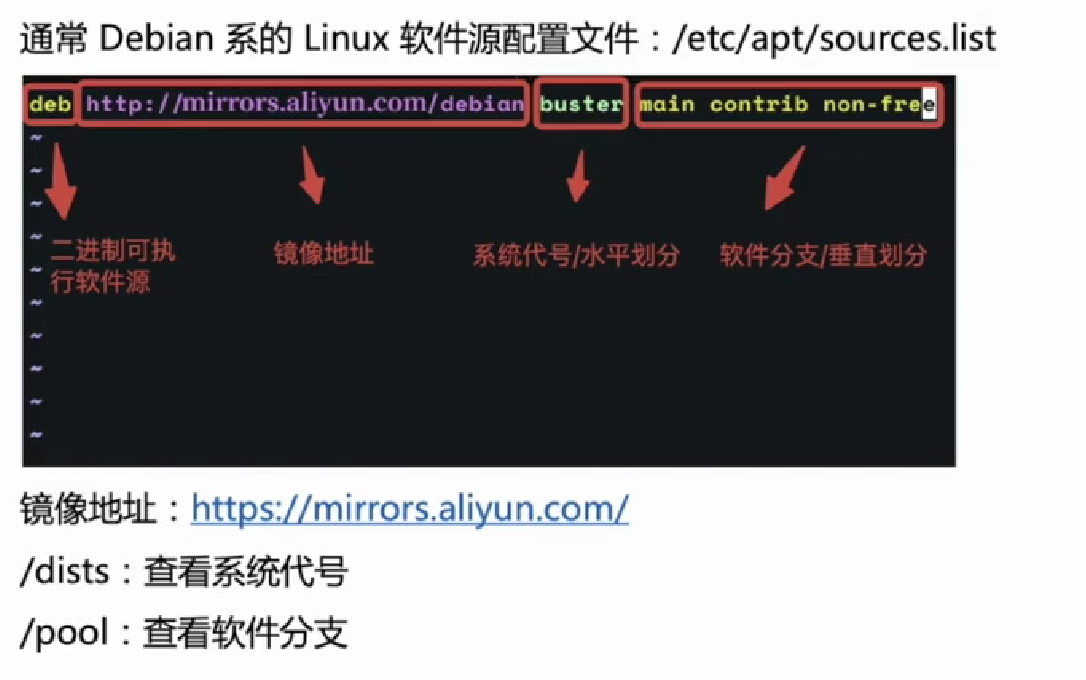 通常 Debian 系的 Linux 软件源配置文件：/etc/apt/sources.list
deb http://mirrors.aliyun.com/debian buster main contrib non-free
~
~
~
~
~
~
~
~
~
~
二进制可执行软件源
镜像地址
系统代号/水平划分
软件分支/垂直划分
镜像地址：https://mirrors.aliyun.com/
/dists：查看系统代号
/pool：查看软件分支